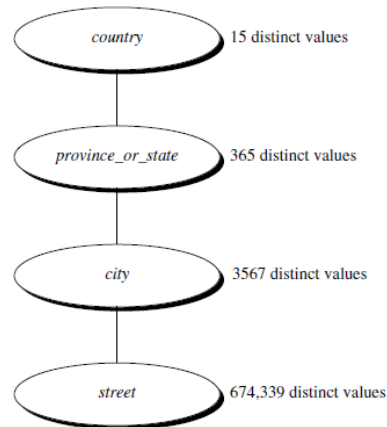 country 15 distinct values
province_or_state 365 distinct values
city 3567 distinct values
street 674,339 distinct values